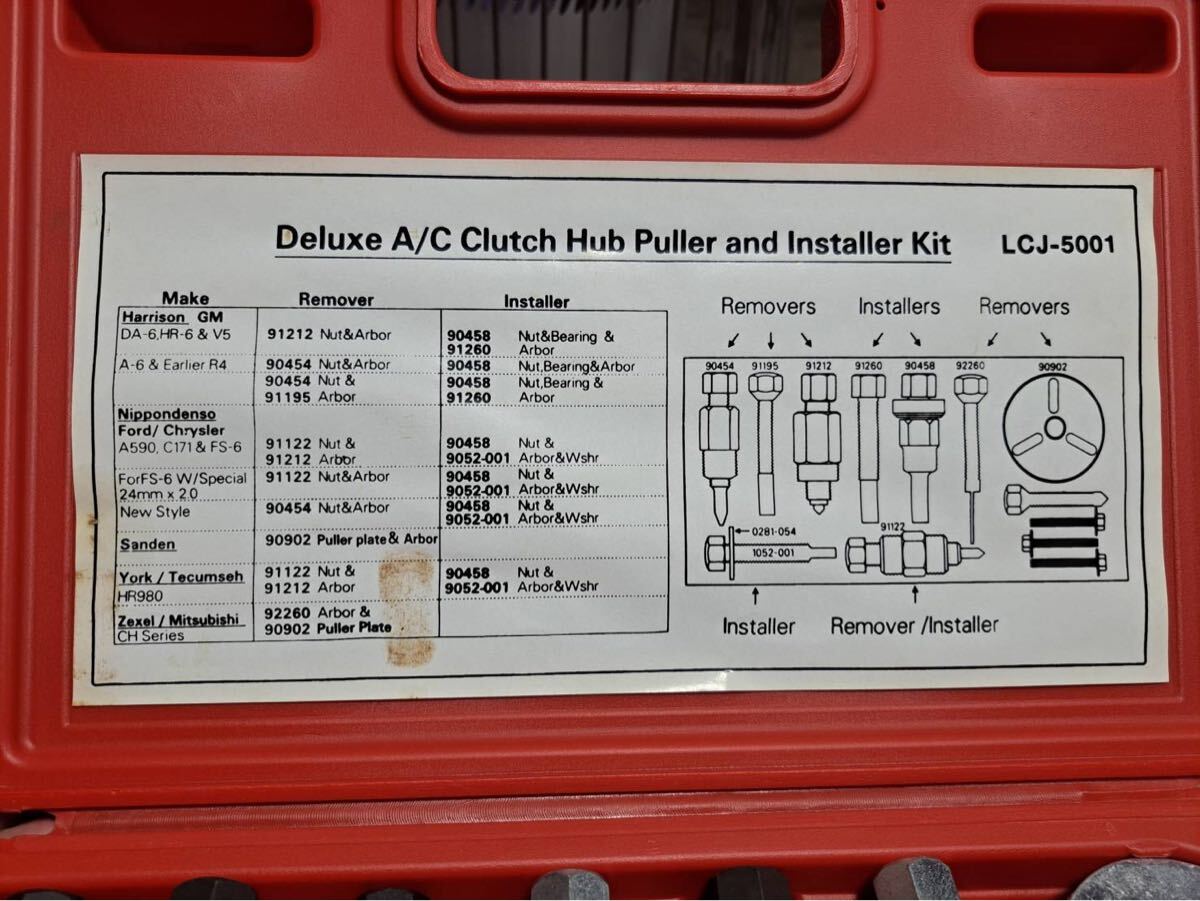 Deluxe A/C Clutch Hub Puller and Installer Kit LCJ-5001
Make Remover Installer
Harrison GM
DA-6,HR-6 & V5 91212 Nut&Arbor 90458 Nut&Bearing &
91260 Arbor
A-6 & Earlier R4 90454 Nut&Arbor 90458 Nut,Bearing&Arbor
90454 Nut & 90458 Nut,Bearing &
91195 Arbor 91260 Arbor
Nippondenso
Ford/ Chrysler
A590, C171 & FS-6 91122 Nut & 90458 Nut &
91212 Arbor 9052-001 Arbor&Wshr
ForFS-6 W/Special 91122 Nut&Arbor 90458 Nut &
24mm x 2.0 9052-001 Arbor&Wshr
New Style 90454 Nut&Arbor 90458 Nut &
9052-001 Arbor&Wshr
Sanden 90902 Puller plate & Arbor
York / Tecumseh 91122 Nut & 90458 Nut &
HR980 91212 Arbor 9052-001 Arbor&Wshr
Zexel / Mitsubishi 92260 Arbor &
CH Series 90902 Puller Plate
Removers Installers Removers
90454 91195 91212 91260 90458 92260 90902
0281-054
1052-001
91122
Installer Remover /Installer